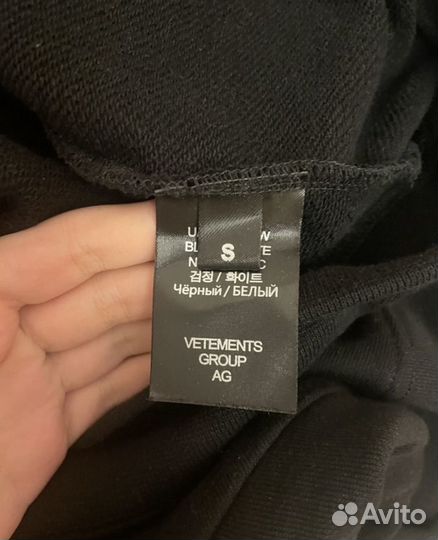 S
검정 / 화이트
Чёрный / БЕЛЫЙ
VETEMENTS
GROUP
AG
Avito